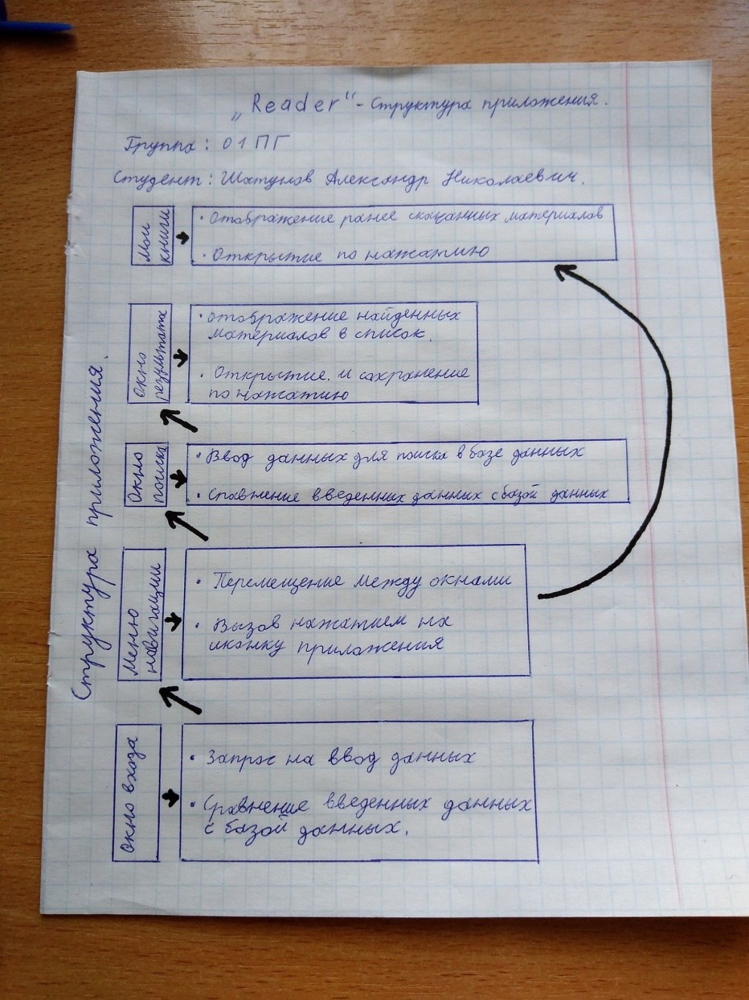 „Reader“ - Структура приложения.
Группа: 01 ПГ
Студент: Шатунов Александр Николаевич.
Структура приложения.
Мои
книги
· Отображение ранее скачанных материалов
· Открытие по нажатию
Окно
результата
· Отображение найденных
материалов в список.
· Открытие и сохранение
по нажатию
Окно
поиска
· Ввод данных для поиска в базе данных
· Сравнение введенных данных с базой данных
Меню
навигации
· Перемещение между окнами
· Вызов нажатием на
иконку приложения
Окно входа
· Запрос на ввод данных
· Сравнение введенных данных
с базой данных.